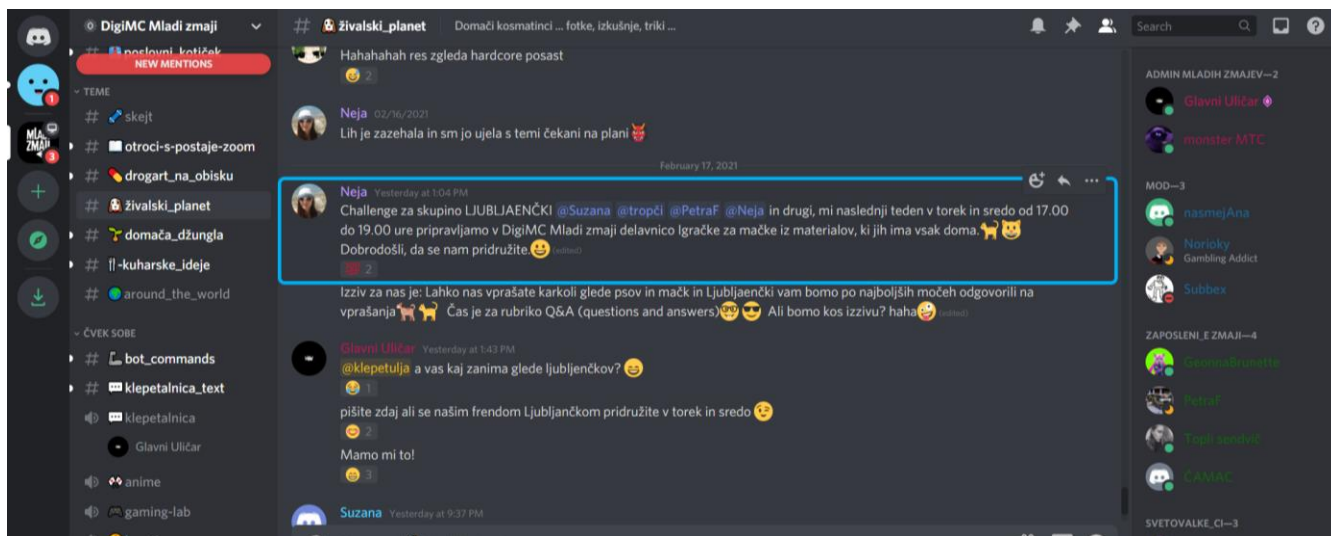 DigiMC Mladi zmaji
živalski_planet
Domači kosmatinci ... fotke, izkušnje, triki ...
Search
poslovni_kotiček
NEW MENTIONS
TEME
skejt
otroci-s-postaje-zoom
drogart_na_obisku
živalski_planet
domača_džungla
-kuharske_ideje
around_the_world
ČVEK SOBE
bot_commands
klepetalnica_text
klepetalnica
Glavni Uličar
anime
gaming-lab
MLADI
ZMAJI
1
3
Hahahahah res zgleda hardcore posast
2
Neja 02/16/2021
Lih je zazehala in sm jo ujela s temi čekani na plani
February 17, 2021
Neja Yesterday at 1:04 PM
Challenge za skupino LJUBLJAENČKI @Suzana @tropči @PetraF @Neja in drugi, mi naslednji teden v torek in sredo od 17.00
do 19.00 ure pripravljamo v DigiMC Mladi zmaji delavnico Igračke za mačke iz materialov, ki jih ima vsak doma.
Dobrodošli, da se nam pridružite. (edited)
2
Izziv za nas je: Lahko nas vprašate karkoli glede psov in mačk in Ljubljaenčki vam bomo po najboljših močeh odgovorili na
vprašanja Čas je za rubriko Q&A (questions and answers) Ali bomo kos izzivu? haha (edited)
Glavni Uličar Yesterday at 1:43 PM
@klepetulja a vas kaj zanima glede ljubljenčkov?
1
pišite zdaj ali se našim frendom Ljubljančkom pridružite v torek in sredo
2
Mamo mi to!
3
Suzana Yesterday at 9:37 PM
ADMIN MLADIH ZMAJEV—2
Glavni Uličar
monster MTC
MOD—3
nasmejAna
Norioky
Gambling Addict
Subbex
ZAPOSLENI_E ZMAJI—4
GeonnaBrunette
PetraF
Topli sendvič
ČAMAC
SVETOVALKE_CI—3